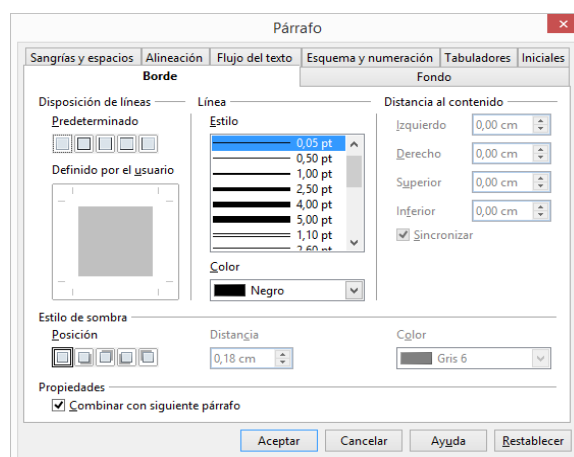 Párrafo
Sangrías y espacios Alineación Flujo del texto Esquema y numeración Tabuladores Iniciales
Borde Fondo
Disposición de líneas
Predeterminado
Definido por el usuario
Línea
Estilo
0,05 pt
0,50 pt
1,00 pt
2,50 pt
4,00 pt
5,00 pt
1,10 pt
2,60 pt
Color
Negro
Distancia al contenido
Izquierdo 0,00 cm
Derecho 0,00 cm
Superior 0,00 cm
Inferior 0,00 cm
Sincronizar
Estilo de sombra
Posición
Distancia
0,18 cm
Color
Gris 6
Propiedades
Combinar con siguiente párrafo
Aceptar Cancelar Ayuda Restablecer